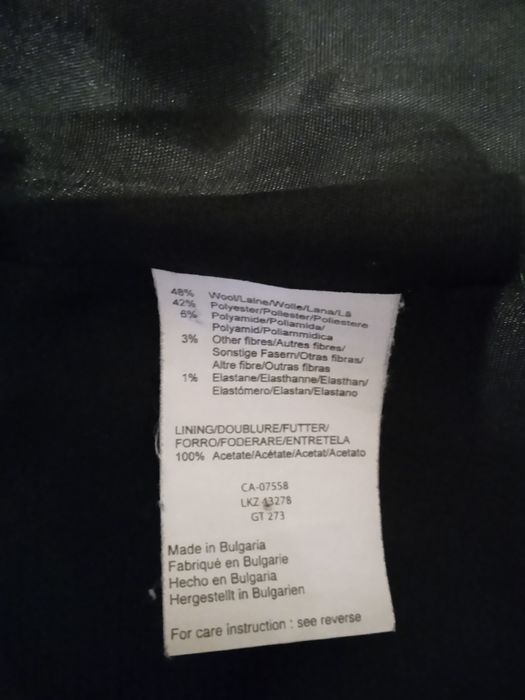 48% Wool/Laine/Wolle/Lana/Lã
42% Polyester/Poliester/Poliestere
6% Polyamide/Poliamida/
Polyamid/Poliammidica
3% Other fibres/Autres fibres/
Sonstige Fasern/Otras fibras/
Altre fibre/Outras fibras
1% Elastane/Elasthanne/Elasthan/
Elastómero/Elastan/Elastano
LINING/DOUBLURE/FUTTER/
FORRO/FODERARE/ENTRETELA
100% Acetate/Acétate/Acetat/Acetato
CA-07558
LKZ 43278
GT 273
Made in Bulgaria
Fabriqué en Bulgarie
Hecho en Bulgaria
Hergestellt in Bulgarien
For care instruction : see reverse